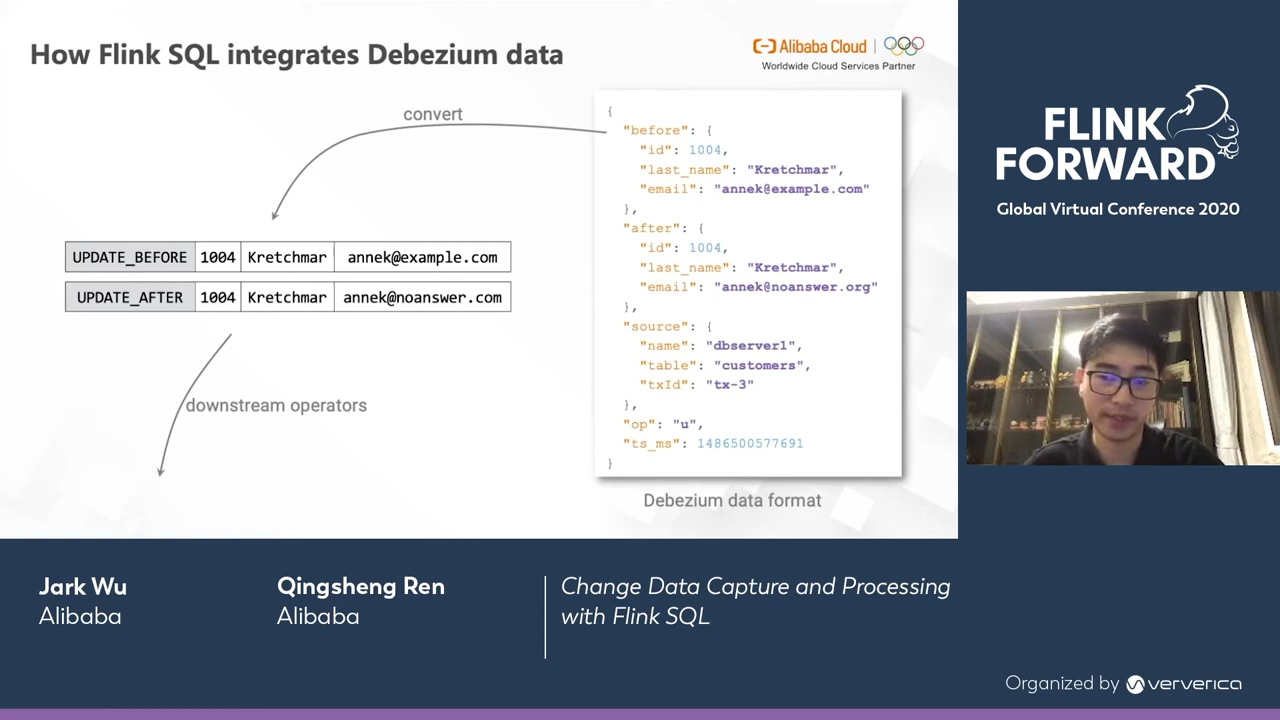 How Flink SQL integrates Debezium data
Alibaba Cloud
Worldwide Cloud Services Partner
convert
UPDATE_BEFORE 1004 Kretchmar annek@example.com
UPDATE_AFTER 1004 Kretchmar annek@noanswer.com
downstream operators
{
"before": {
"id": 1004,
"last_name": "Kretchmar",
"email": "annek@example.com"
},
"after": {
"id": 1004,
"last_name": "Kretchmar",
"email": "annek@noanswer.org"
},
"source": {
"name": "dbserver1",
"table": "customers",
"txId": "tx-3"
},
"op": "u",
"ts_ms": 1486500577691
}
Debezium data format
FLINK
FORWARD
Global Virtual Conference 2020
Jark Wu
Alibaba
Qingsheng Ren
Alibaba
Change Data Capture and Processing
with Flink SQL
Organized by ververica